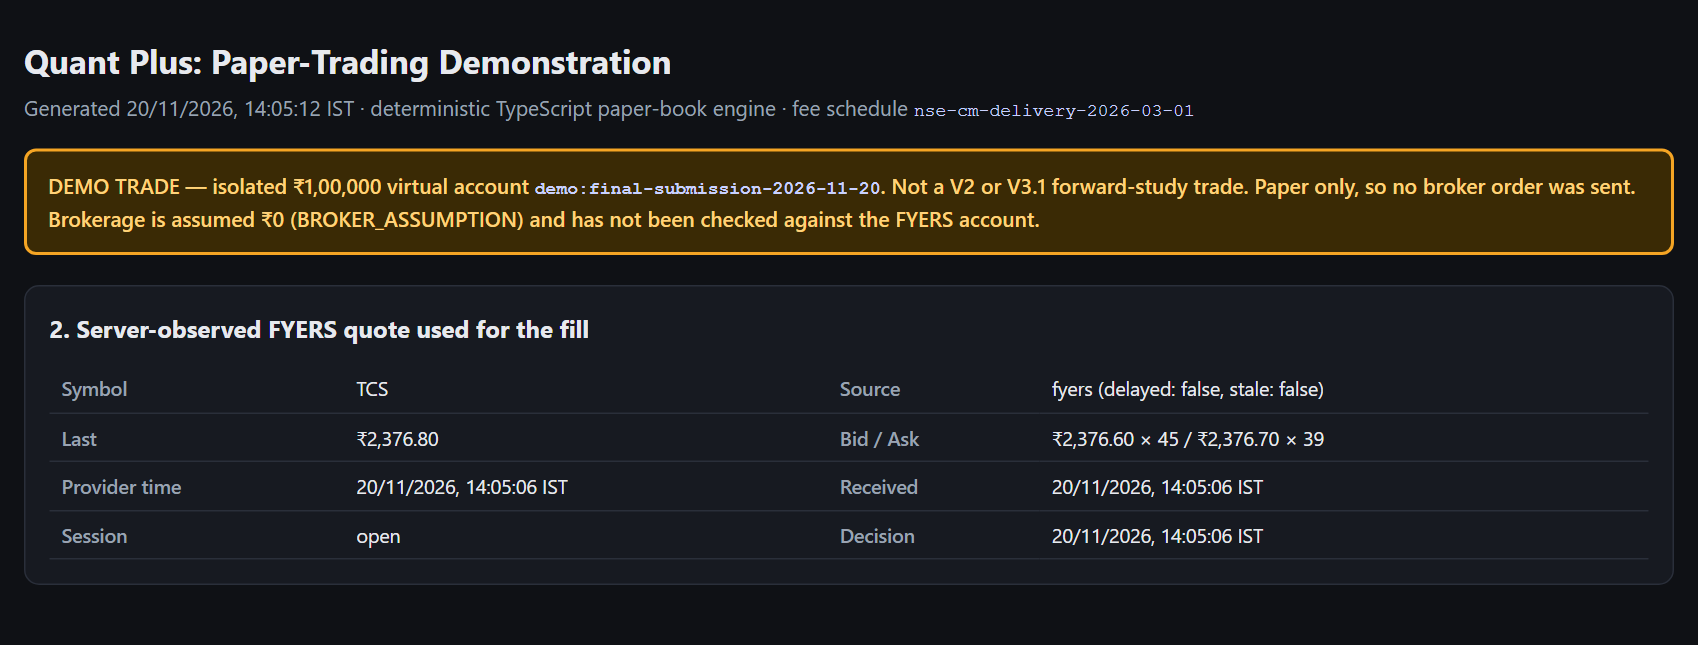 Quant Plus: Paper-Trading Demonstration
Generated 20/11/2026, 14:05:12 IST · deterministic TypeScript paper-book engine · fee schedule nse-cm-delivery-2026-03-01
DEMO TRADE — isolated ₹1,00,000 virtual account demo:final-submission-2026-11-20. Not a V2 or V3.1 forward-study trade. Paper only, so no broker order was sent.
Brokerage is assumed ₹0 (BROKER_ASSUMPTION) and has not been checked against the FYERS account.
2. Server-observed FYERS quote used for the fill
Symbol TCS Source fyers (delayed: false, stale: false)
Last ₹2,376.80 Bid / Ask ₹2,376.60 × 45 / ₹2,376.70 × 39
Provider time 20/11/2026, 14:05:06 IST Received 20/11/2026, 14:05:06 IST
Session open Decision 20/11/2026, 14:05:06 IST